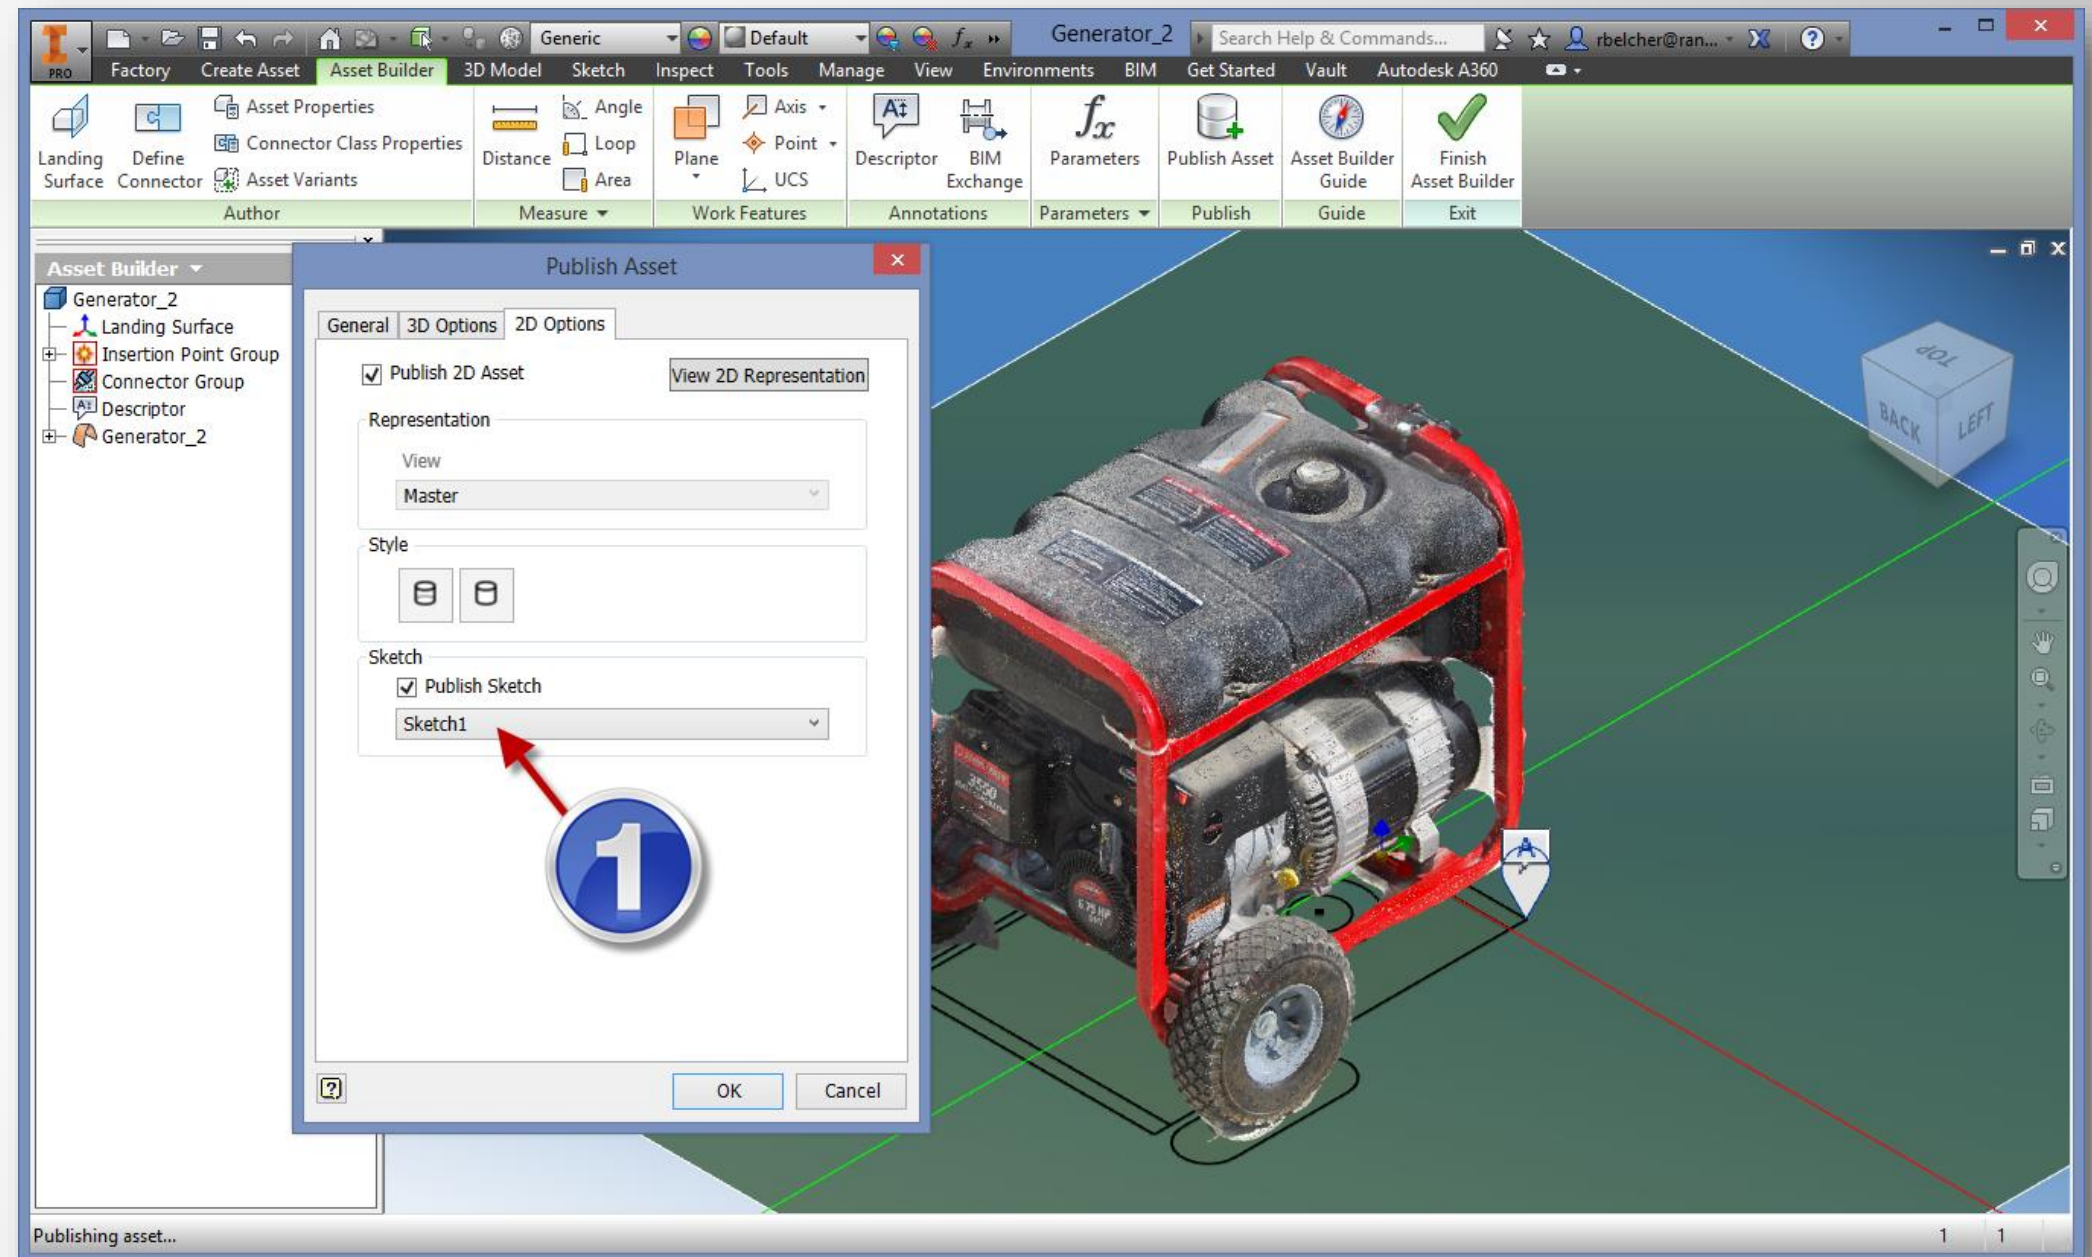 PRO
Generic
Default
Generator_2
Search Help & Commands...
rbelcher@ran...
Factory
Create Asset
Asset Builder
3D Model
Sketch
Inspect
Tools
Manage
View
Environments
BIM
Get Started
Vault
Autodesk A360
Landing
Surface
Define
Connector
Asset Properties
Connector Class Properties
Asset Variants
Author
Distance
Angle
Loop
Area
Measure
Plane
Axis
Point
UCS
Work Features
Descriptor
BIM
Exchange
Annotations
Parameters
Parameters
Publish Asset
Publish
Asset Builder
Guide
Guide
Finish
Asset Builder
Exit
Asset Builder
Generator_2
Landing Surface
Insertion Point Group
Connector Group
Descriptor
Generator_2
Publish Asset
General
3D Options
2D Options
Publish 2D Asset
View 2D Representation
Representation
View
Master
Style
Sketch
Publish Sketch
Sketch1
1
OK
Cancel
TOP
BACK
LEFT
3550
6.75 HP
Publishing asset...
1
1